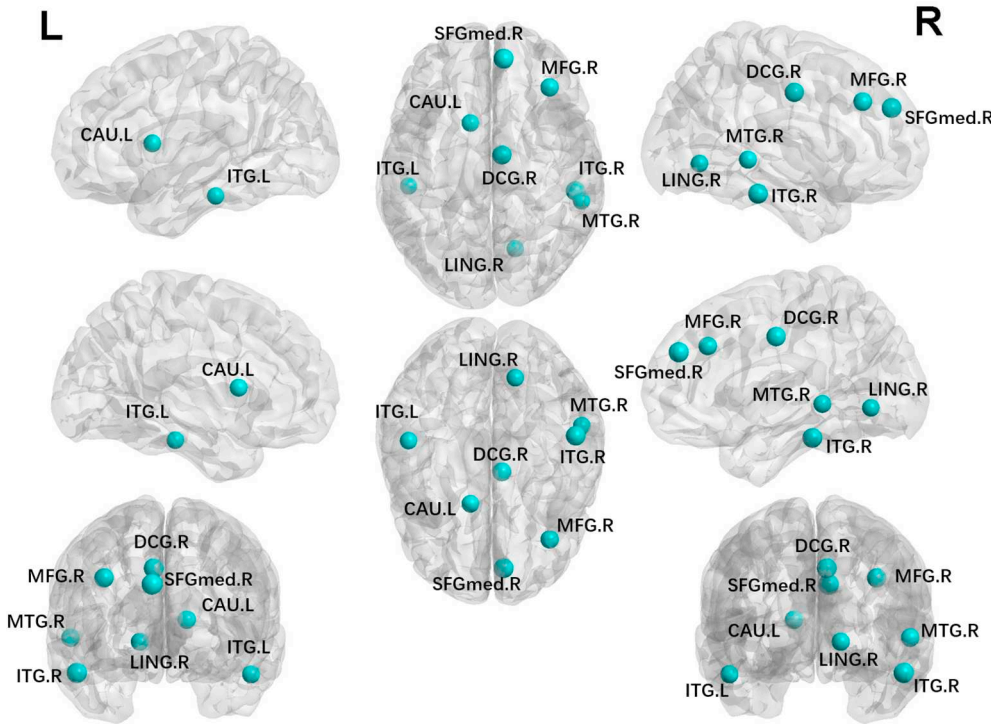 L
R
CAU.L
ITG.L
SFGmed.R
MFG.R
CAU.L
ITG.L
DCG.R
ITG.R
MTG.R
LING.R
DCG.R
MFG.R
SFGmed.R
MTG.R
LING.R
ITG.R
CAU.L
ITG.L
LING.R
ITG.L
MTG.R
ITG.R
DCG.R
CAU.L
MFG.R
SFGmed.R
MFG.R
DCG.R
SFGmed.R
MTG.R
LING.R
ITG.R
DCG.R
MFG.R
SFGmed.R
CAU.L
MTG.R
LING.R
ITG.L
ITG.R
DCG.R
SFGmed.R
MFG.R
CAU.L
MTG.R
LING.R
ITG.L
ITG.R